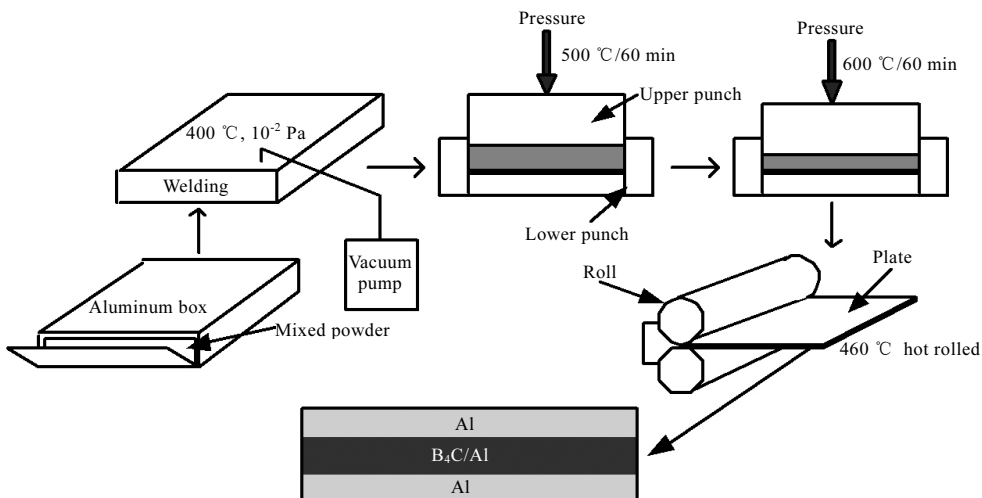 Pressure
500 ℃/60 min
Upper punch
Lower punch
Pressure
600 ℃/60 min
400 ℃, 10⁻² Pa
Welding
Vacuum
pump
Aluminum box
Mixed powder
Roll
Plate
460 ℃ hot rolled
Al
B₄C/Al
Al